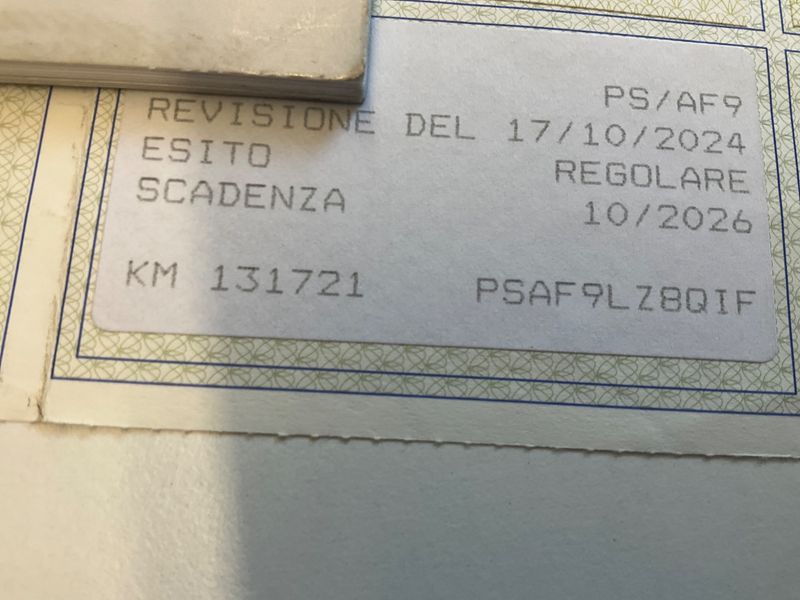 PS/AF9
REVISIONE DEL 17/10/2024
ESITO REGOLARE
SCADENZA 10/2026
KM 131721 PSAF9LZ8QIF